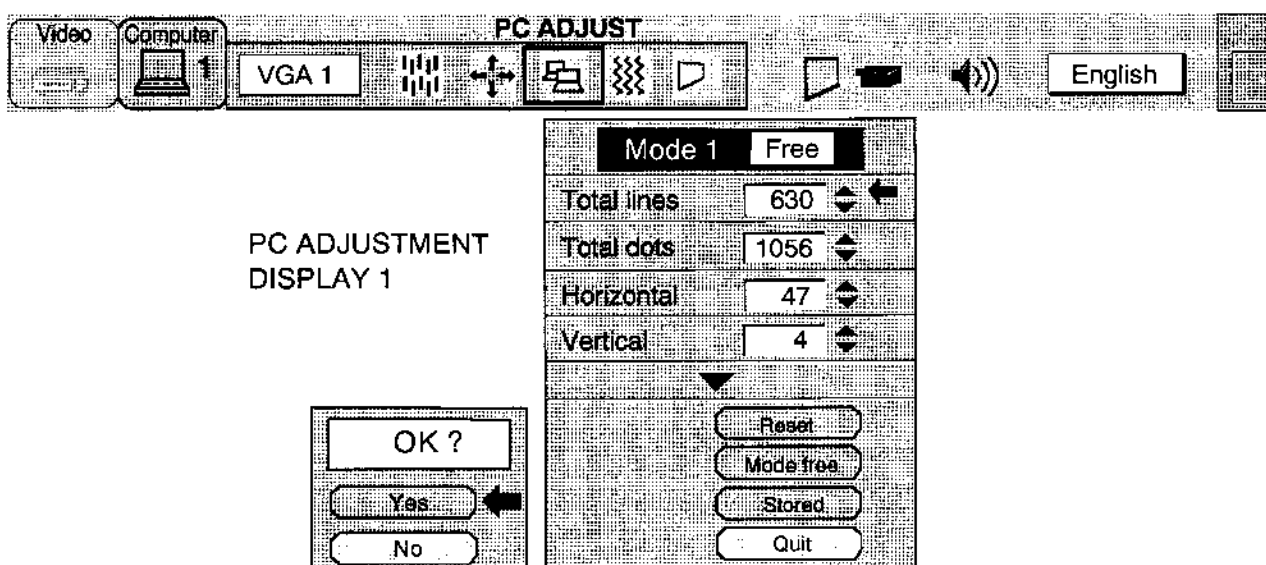 PC ADJUST
Video
Computer
1
VGA 1
English
Mode 1 Free
Total lines 630
Total dots 1056
Horizontal 47
Vertical 4
PC ADJUSTMENT
DISPLAY 1
OK ?
Yes
No
Reset
Mode free
Stored
Quit